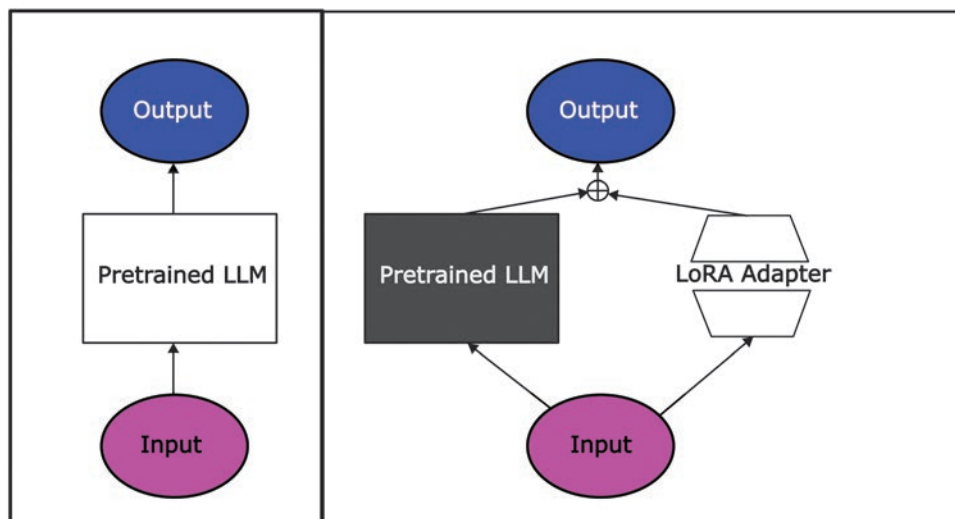 Output
Pretrained LLM
Input
Output
Pretrained LLM
LoRA Adapter
Input